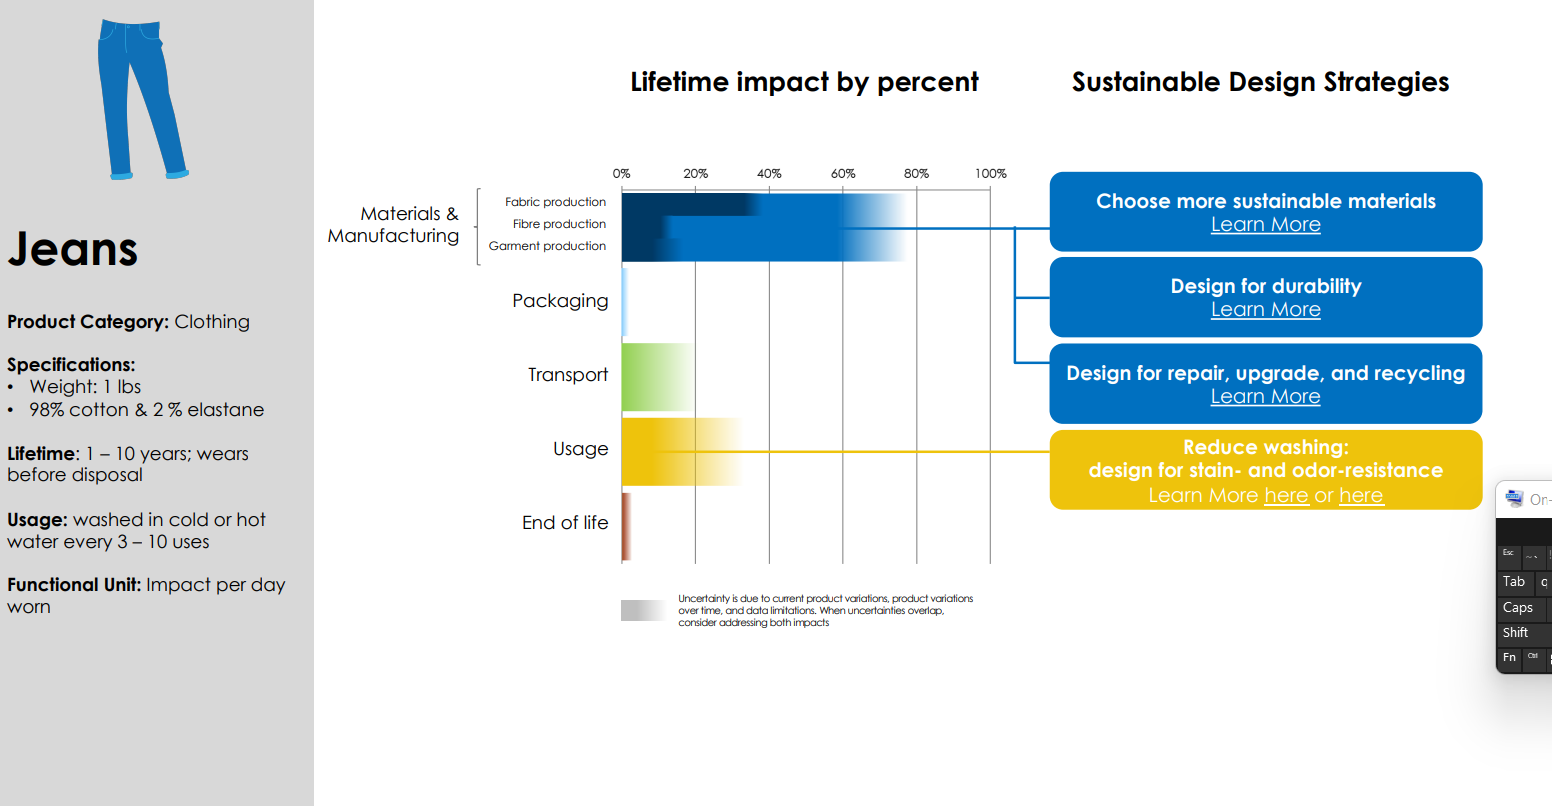 Jeans
Product Category: Clothing
Specifications:
• Weight: 1 lbs
• 98% cotton & 2 % elastane
Lifetime: 1 – 10 years; wears
before disposal
Usage: washed in cold or hot
water every 3 – 10 uses
Functional Unit: Impact per day
worn
Lifetime impact by percent
0% 20% 40% 60% 80% 100%
Materials &
Manufacturing
Fabric production
Fibre production
Garment production
Packaging
Transport
Usage
End of life
Uncertainty is due to current product variations, product variations
over time, and data limitations. When uncertainties overlap,
consider addressing both impacts
Sustainable Design Strategies
Choose more sustainable materials
Learn More
Design for durability
Learn More
Design for repair, upgrade, and recycling
Learn More
Reduce washing:
design for stain- and odor-resistance
Learn More here or here
On-
Esc
Tab q
Caps
Shift
Fn Ctrl